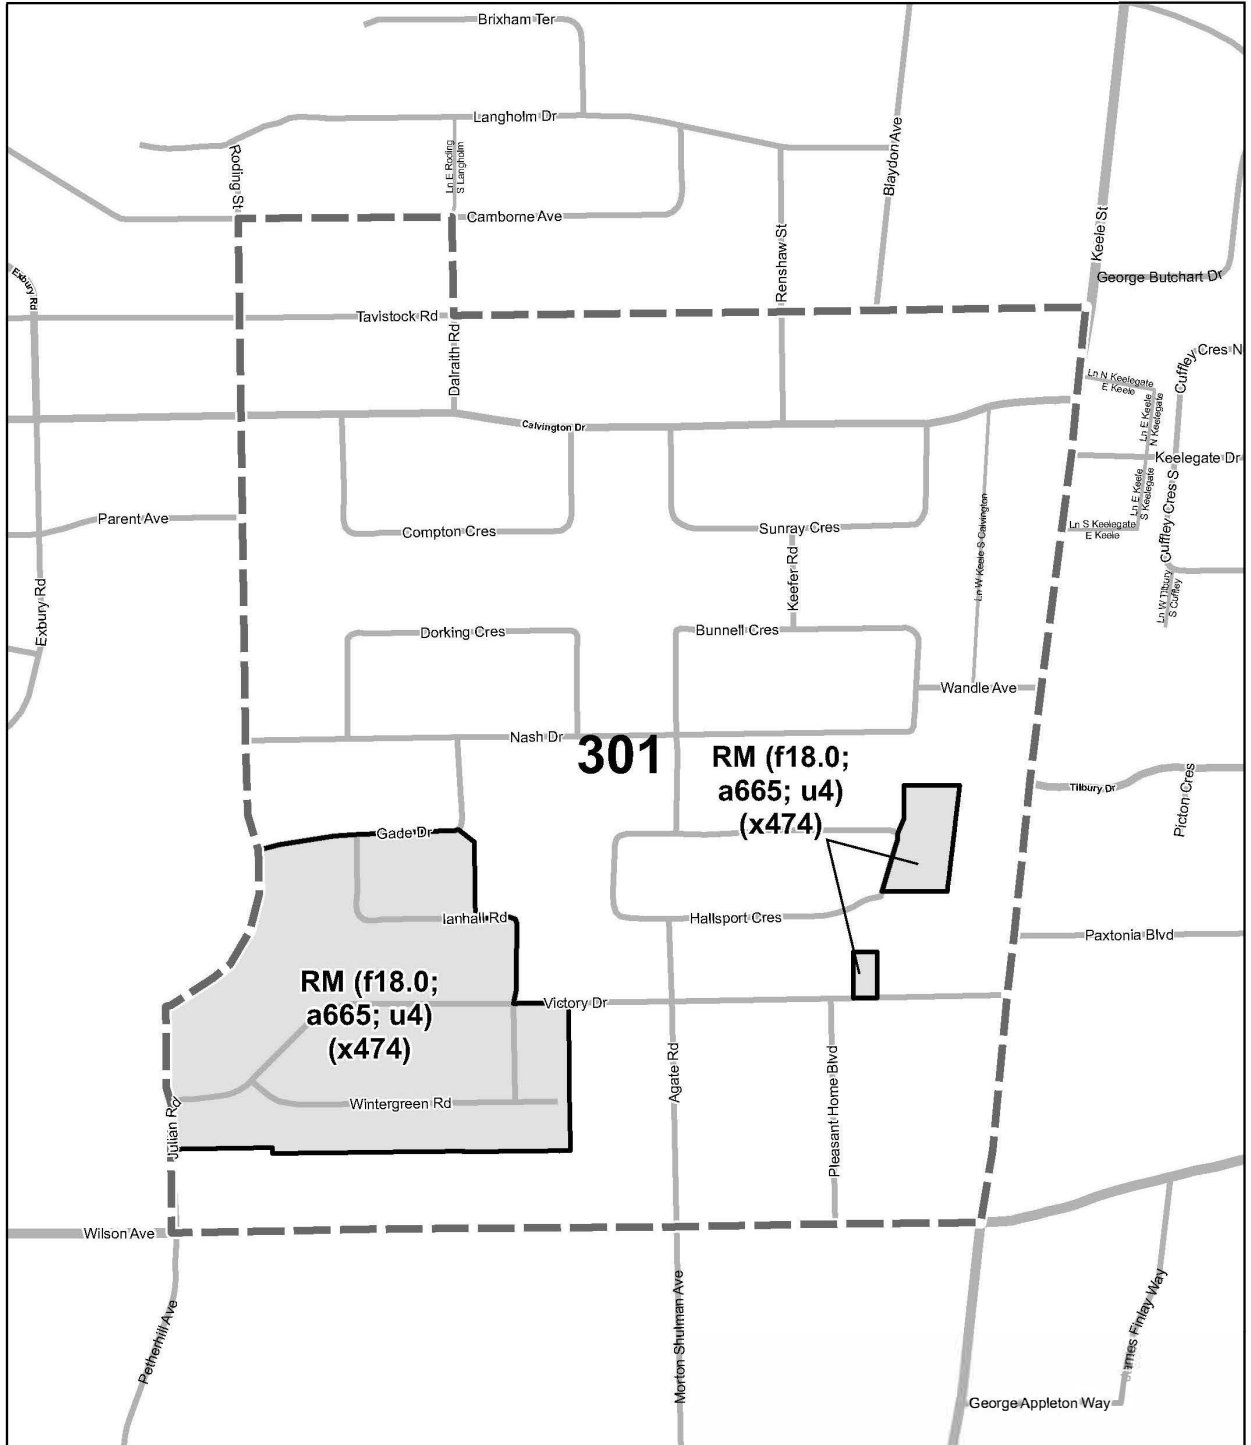 Brixham Ter
Langholm Dr
Roding St
Ln E Roding
S Langholm
Blaydon Ave
Camborne Ave
Keele St
Renshaw St
George Butchart Dr
Exbury Rd
Tavistock Rd
Dalraith Rd
Cuffley Cres N
Ln N Keelegate
E Keele
Ln E Keele
N Keelegate
Calvington Dr
Keelegate Dr
Ln E Keele
S Keelegate
Cuffley Cres S
Parent Ave
Compton Cres
Sunray Cres
Ln S Keelegate
E Keele
Ln W Keele S Calvington
Keefer Rd
Exbury Rd
Ln W Tilbury
S Cuffley
Dorking Cres
Bunnell Cres
Wandle Ave
Nash Dr
301
RM (f18.0;
a665; u4)
(x474)
Tilbury Dr
Picton Cres
Gade Dr
Ianhall Rd
Hallsport Cres
Paxtonia Blvd
RM (f18.0;
a665; u4)
(x474)
Victory Dr
Agate Rd
Pleasant Home Blvd
Wintergreen Rd
Julian Rd
Wilson Ave
Petherhill Ave
Morton Shulman Ave
James Finlay Way
George Appleton Way